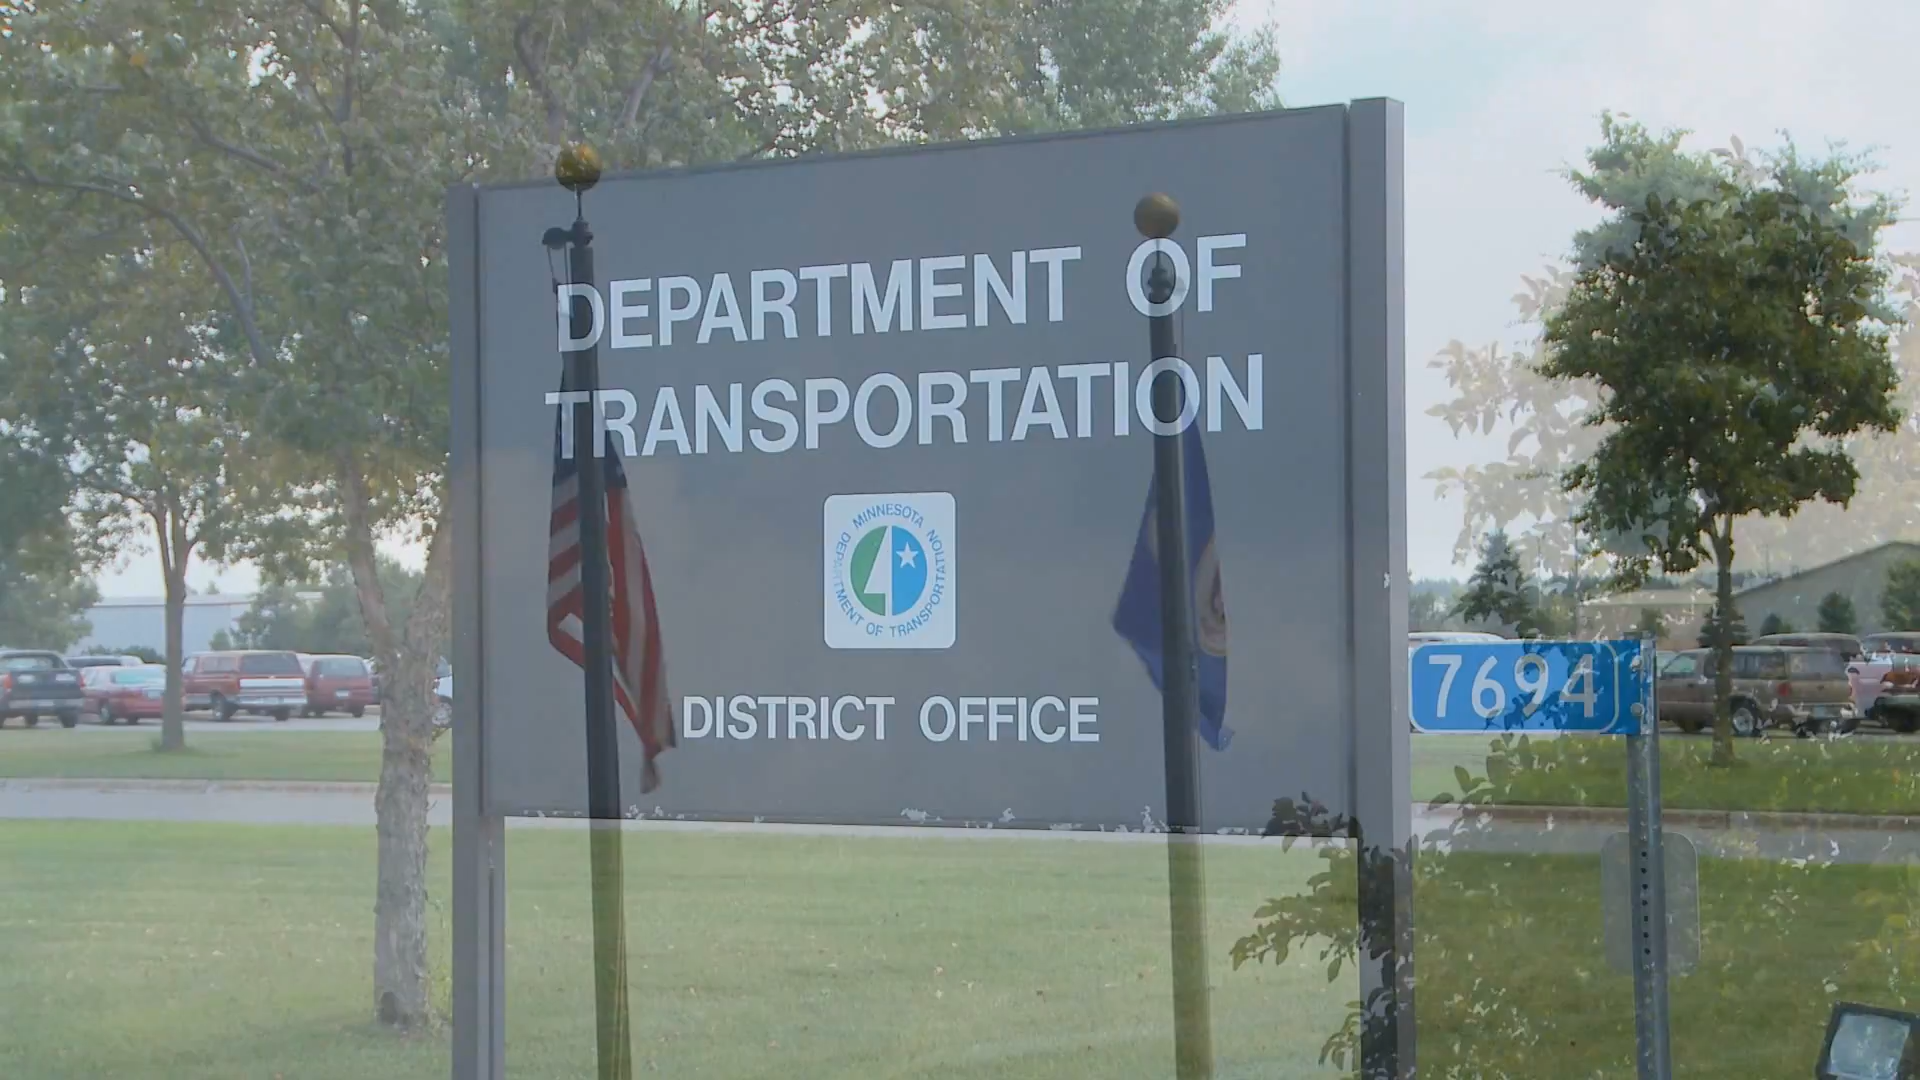 DEPARTMENT OF
TRANSPORTATION
MINNESOTA
DEPARTMENT OF TRANSPORTATION
DISTRICT OFFICE
7694